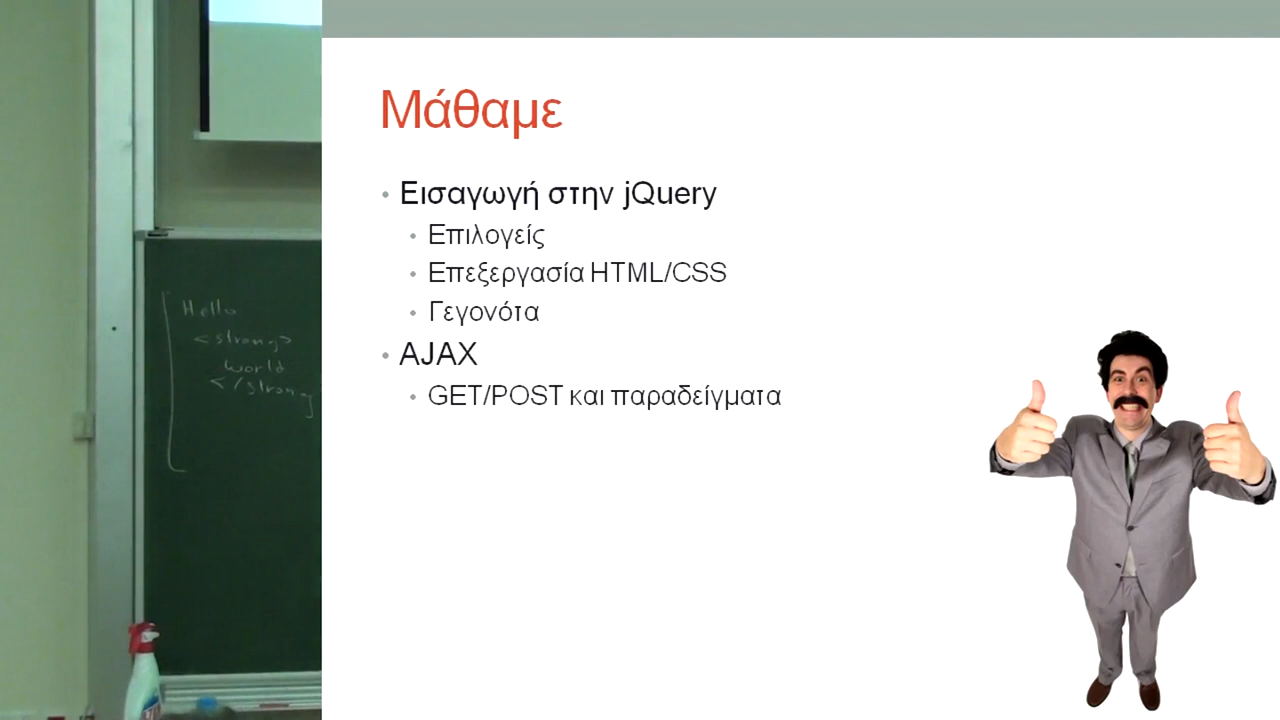 Μάθαμε
Εισαγωγή στην jQuery
Επιλογείς
Επεξεργασία HTML/CSS
Γεγονότα
AJAX
GET/POST και παραδείγματα
Hello
<strong>
world
</strong